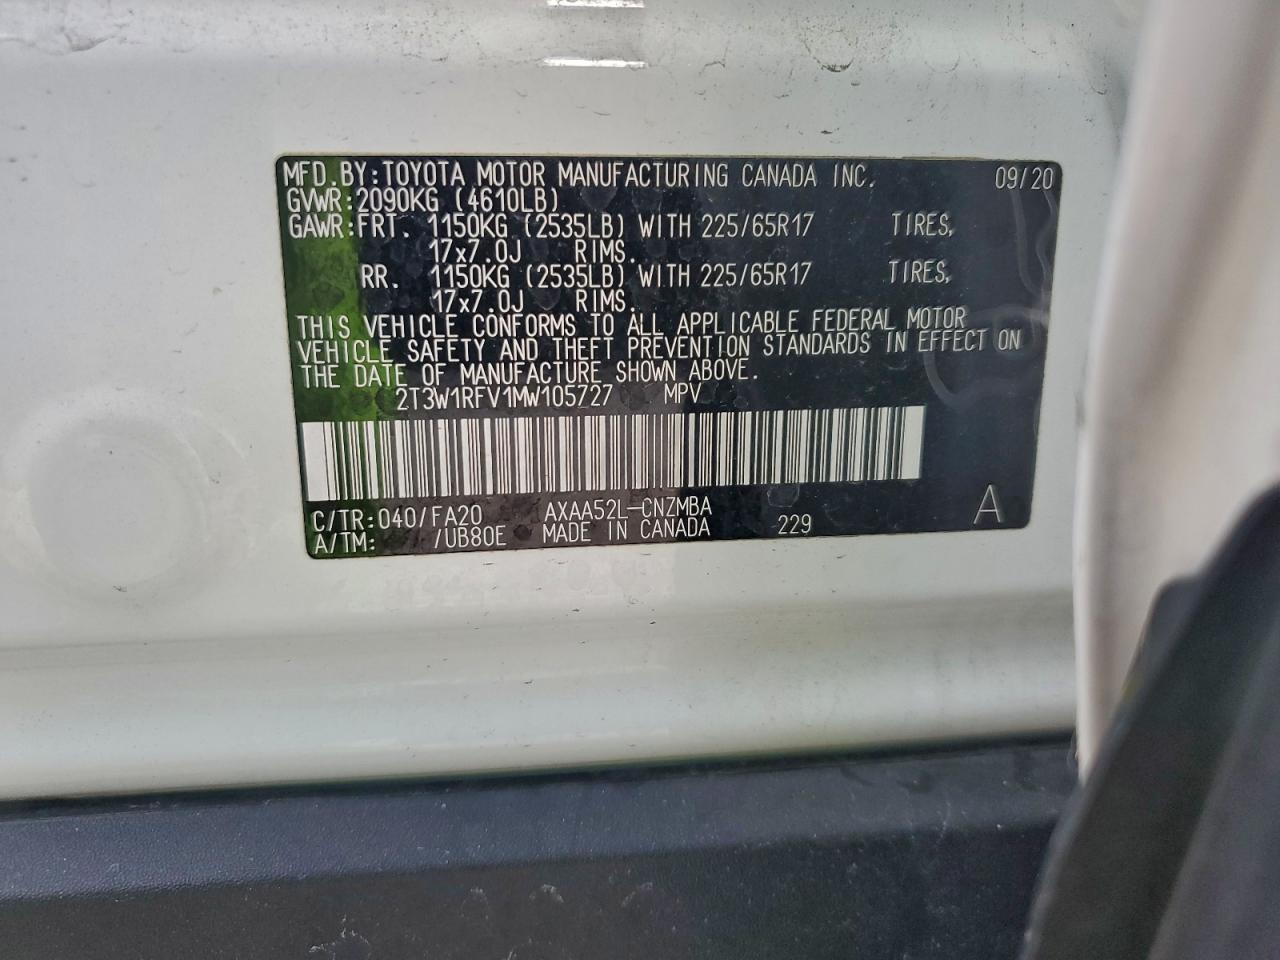 MFD.BY:TOYOTA MOTOR MANUFACTURING CANADA INC. 09/20
GVWR:2090KG (4610LB)
GAWR:FRT. 1150KG (2535LB) WITH 225/65R17 TIRES,
17x7.0J RIMS.
RR. 1150KG (2535LB) WITH 225/65R17 TIRES,
17x7.0J RIMS.
THIS VEHICLE CONFORMS TO ALL APPLICABLE FEDERAL MOTOR
VEHICLE SAFETY AND THEFT PREVENTION STANDARDS IN EFFECT ON
THE DATE OF MANUFACTURE SHOWN ABOVE.
2T3W1RFV1MW105727 MPV
C/TR:040/FA20 AXAA52L-CNZMBA A
A/TM: /UB80E MADE IN CANADA 229